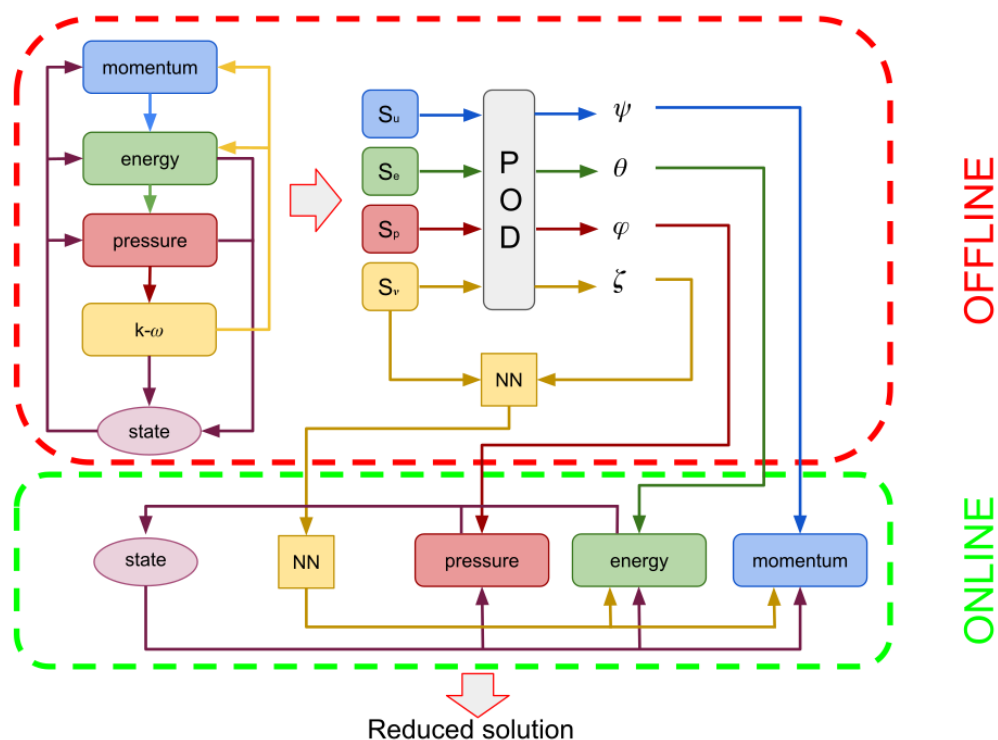 momentum
energy
pressure
k-ω
state
Su
Se
Sp
Sν
P
O
D
ψ
θ
φ
ζ
NN
OFFLINE
state
NN
pressure
energy
momentum
ONLINE
Reduced solution